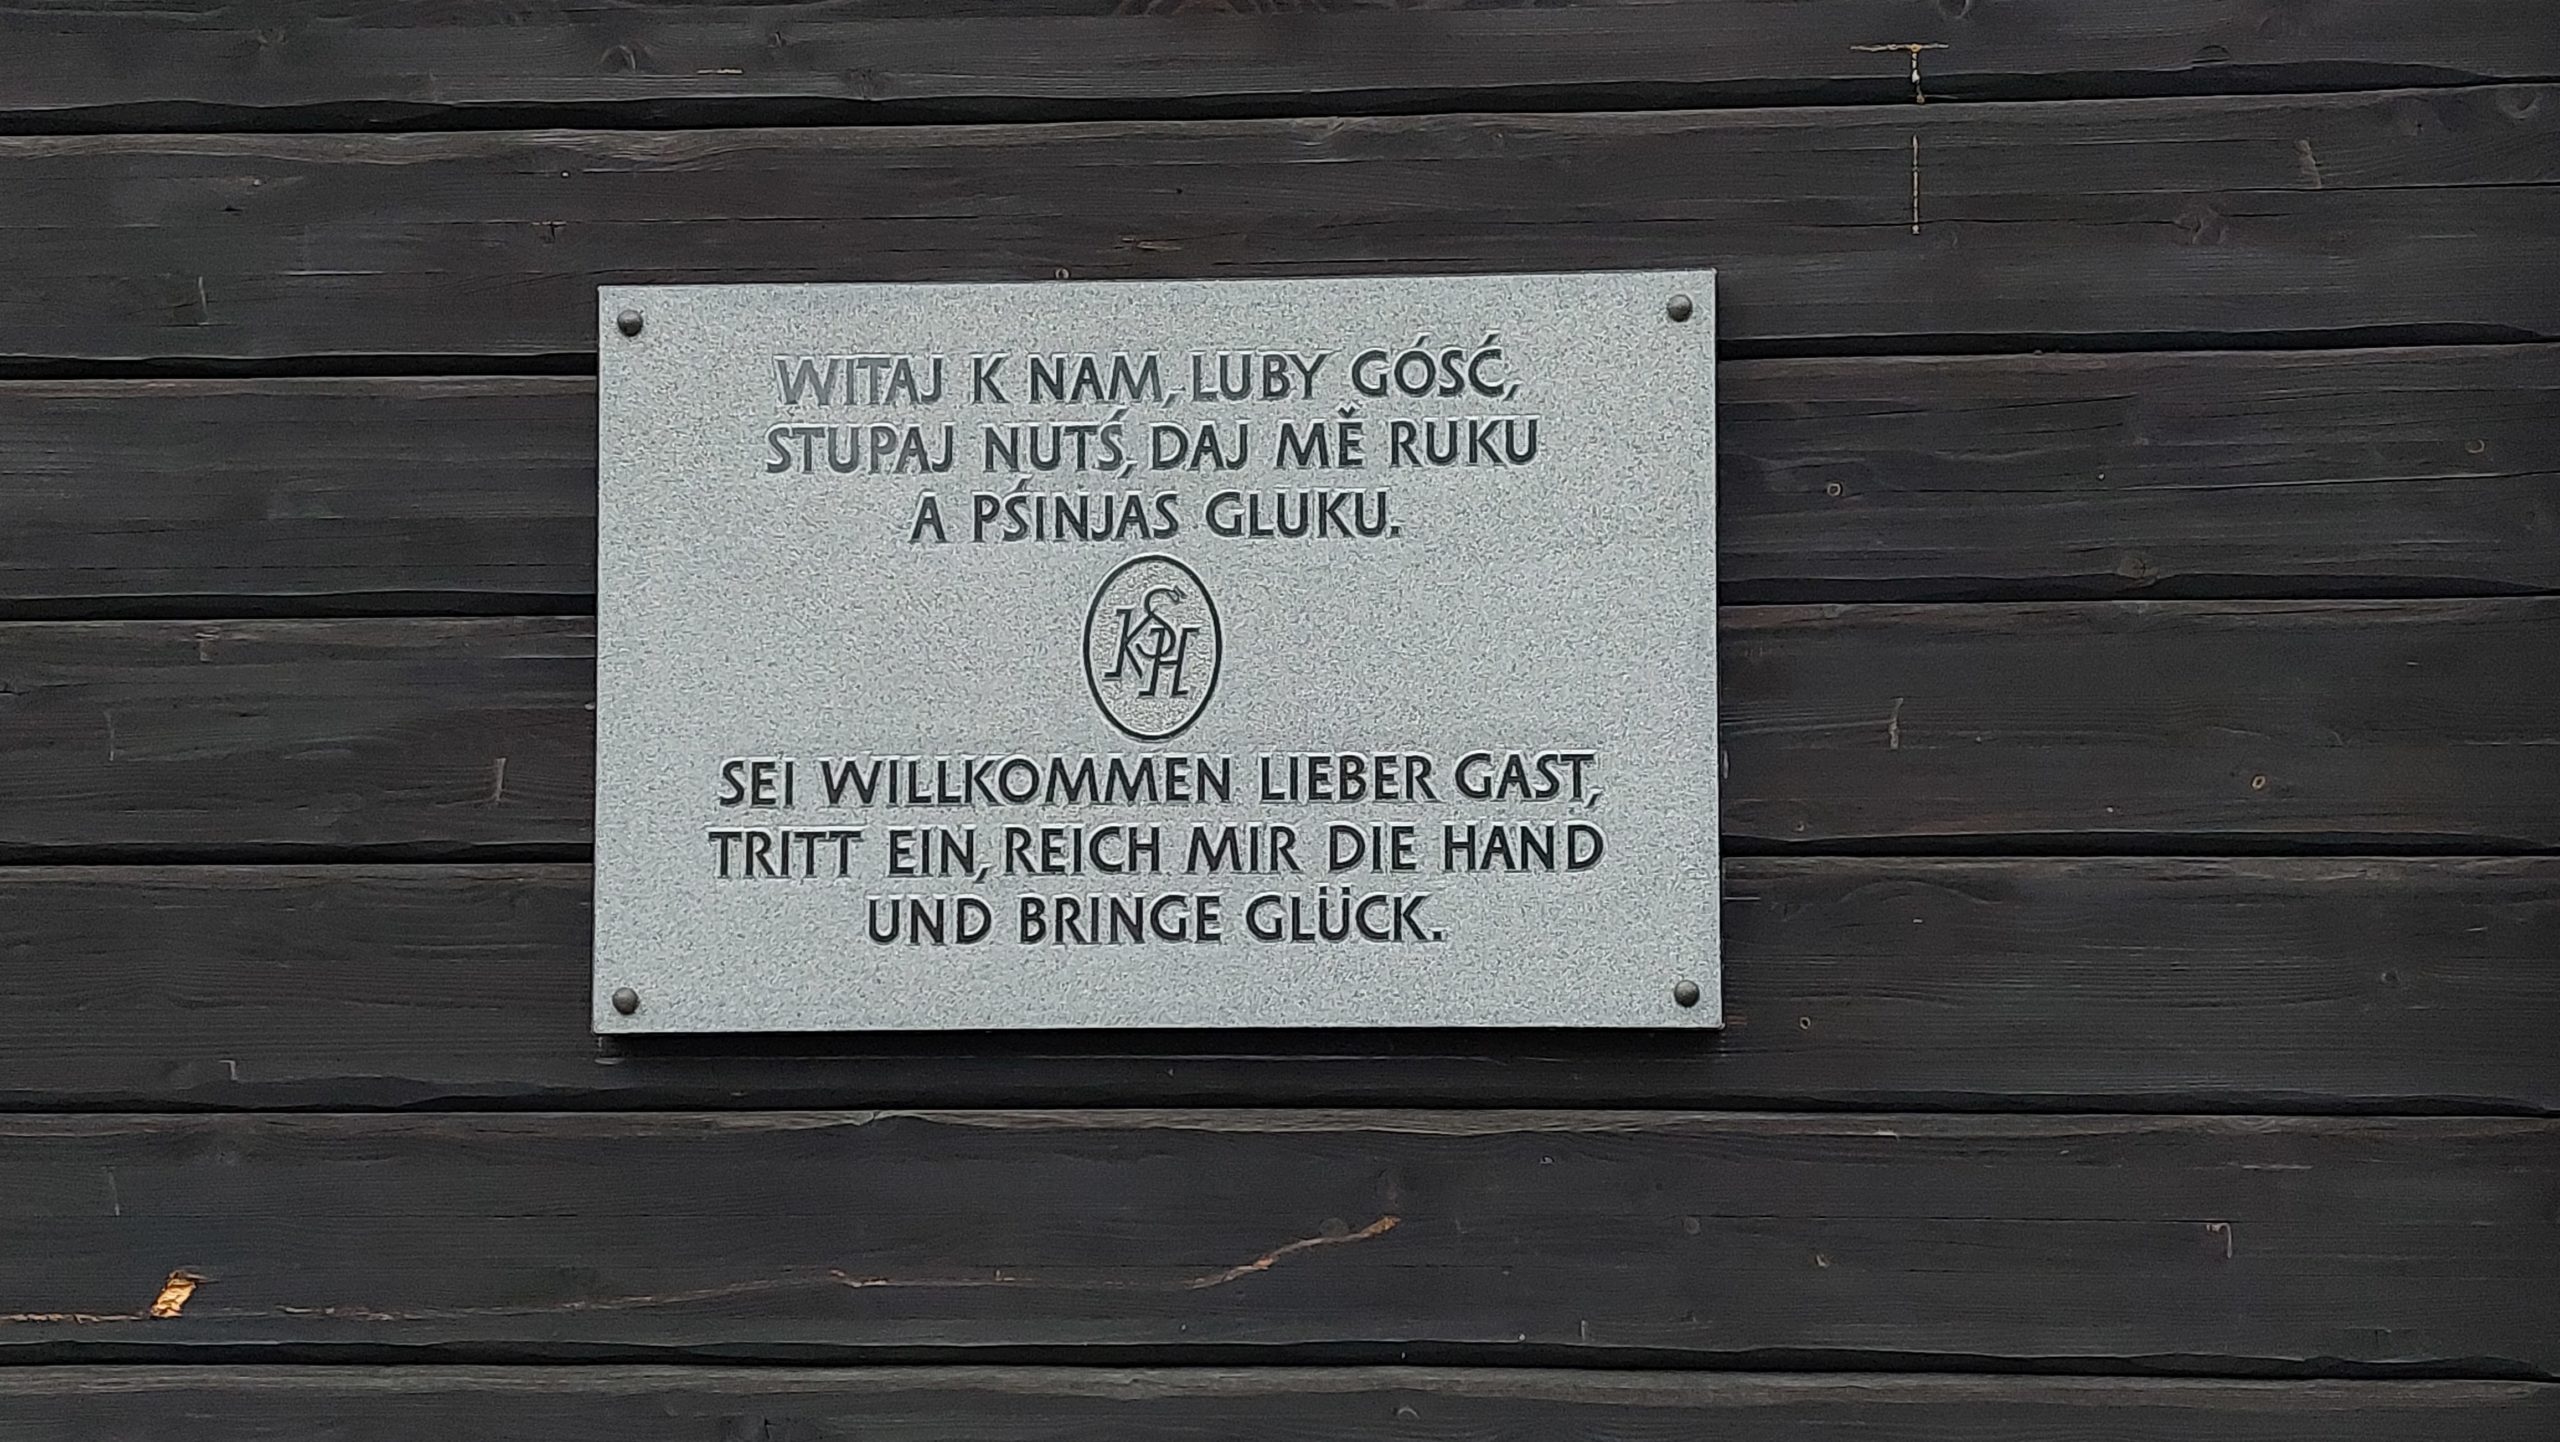 WITAJ K NAM, LUBY GÓSĆ,
STUPAJ NUTŚ, DAJ MĚ RUKU
A PŚINJAS GLUKU.
KSH
SEI WILLKOMMEN LIEBER GAST,
TRITT EIN, REICH MIR DIE HAND
UND BRINGE GLÜCK.